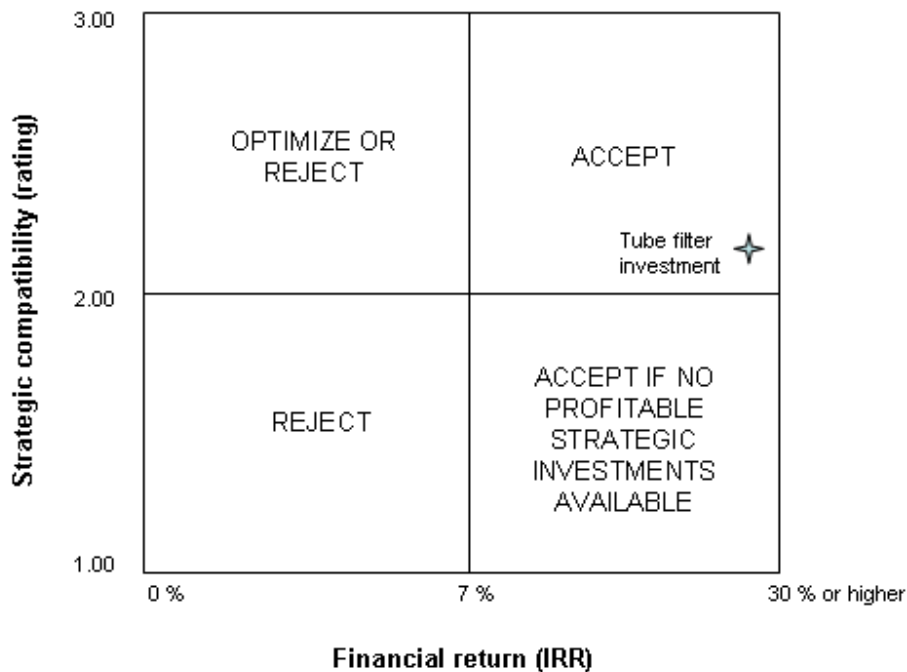 3.00
OPTIMIZE OR
REJECT
ACCEPT
Strategic compatibility (rating)
Tube filter
investment
2.00
REJECT
ACCEPT IF NO
PROFITABLE
STRATEGIC
INVESTMENTS
AVAILABLE
1.00
0 %
7 %
30 % or higher
Financial return (IRR)